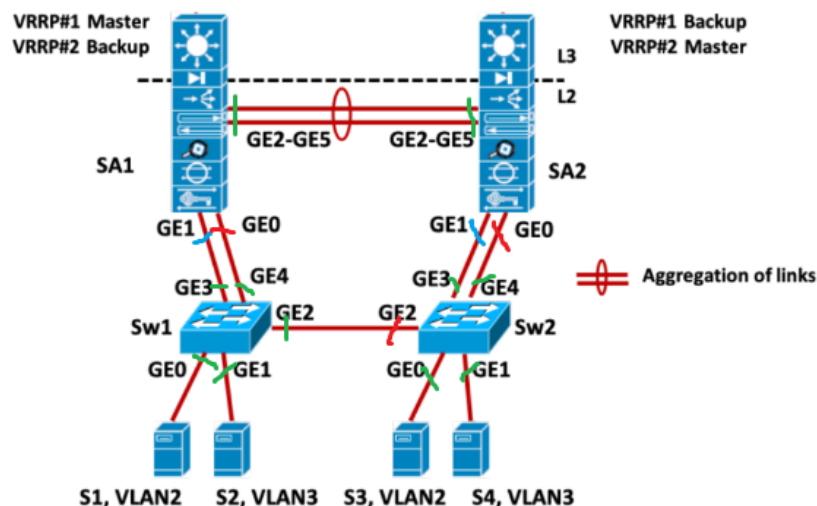 VRRP#1 Master
VRRP#2 Backup
VRRP#1 Backup
VRRP#2 Master
L3
L2
GE2-GE5
GE2-GE5
SA1
SA2
GE1
GE0
GE1
GE0
GE3
GE4
GE3
GE4
Aggregation of links
Sw1
GE2
GE2
Sw2
GE0
GE1
GE0
GE1
S1, VLAN2
S2, VLAN3
S3, VLAN2
S4, VLAN3